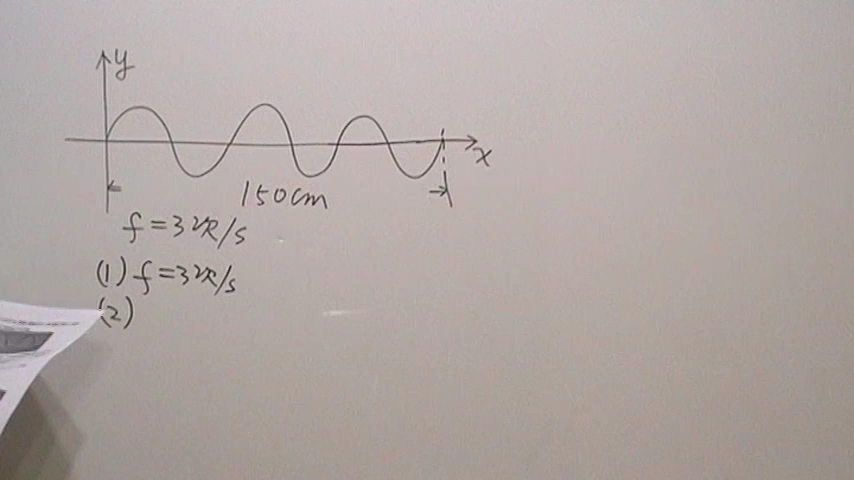 y
x
150cm
f=3次/s
(1) f=3次/s
(2)